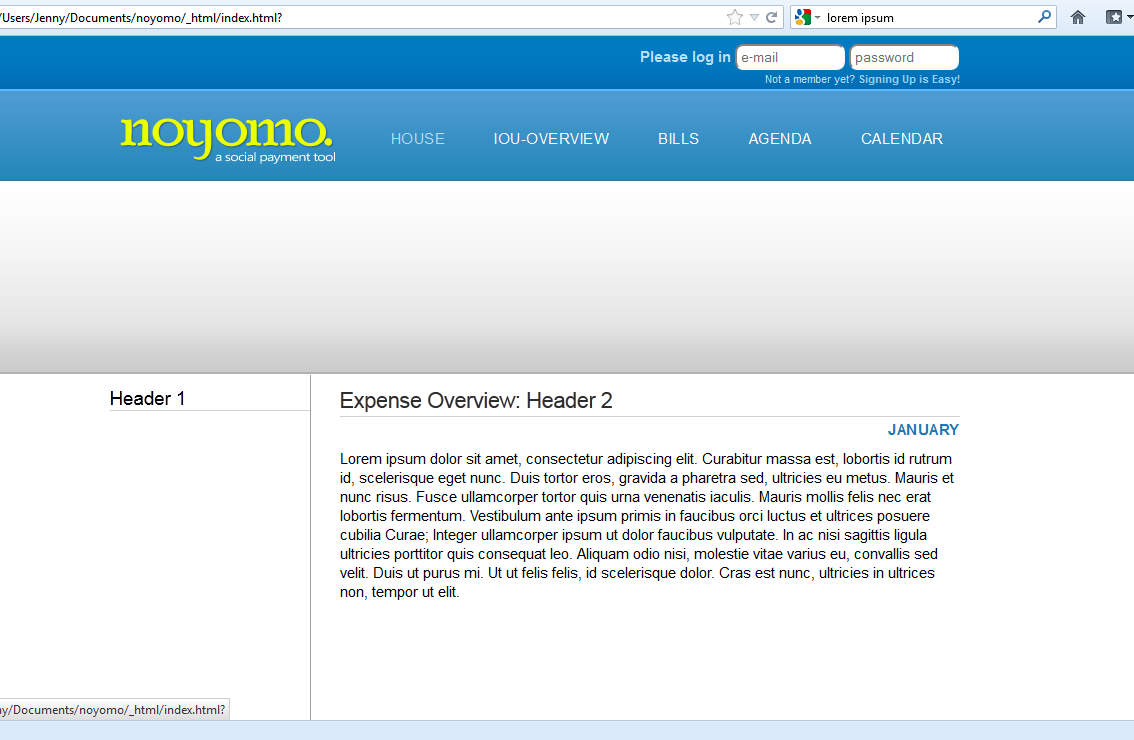 /Users/Jenny/Documents/noyomo/_html/index.html?
lorem ipsum
Please log in e-mail password
Not a member yet? Signing Up is Easy!
noyomo.
a social payment tool
HOUSE IOU-OVERVIEW BILLS AGENDA CALENDAR
Header 1
Expense Overview: Header 2
JANUARY
Lorem ipsum dolor sit amet, consectetur adipiscing elit. Curabitur massa est, lobortis id rutrum
id, scelerisque eget nunc. Duis tortor eros, gravida a pharetra sed, ultricies eu metus. Mauris et
nunc risus. Fusce ullamcorper tortor quis urna venenatis iaculis. Mauris mollis felis nec erat
lobortis fermentum. Vestibulum ante ipsum primis in faucibus orci luctus et ultrices posuere
cubilia Curae; Integer ullamcorper ipsum ut dolor faucibus vulputate. In ac nisi sagittis ligula
ultricies porttitor quis consequat leo. Aliquam odio nisi, molestie vitae varius eu, convallis sed
velit. Duis ut purus mi. Ut ut felis felis, id scelerisque dolor. Cras est nunc, ultricies in ultrices
non, tempor ut elit.
ny/Documents/noyomo/_html/index.html?